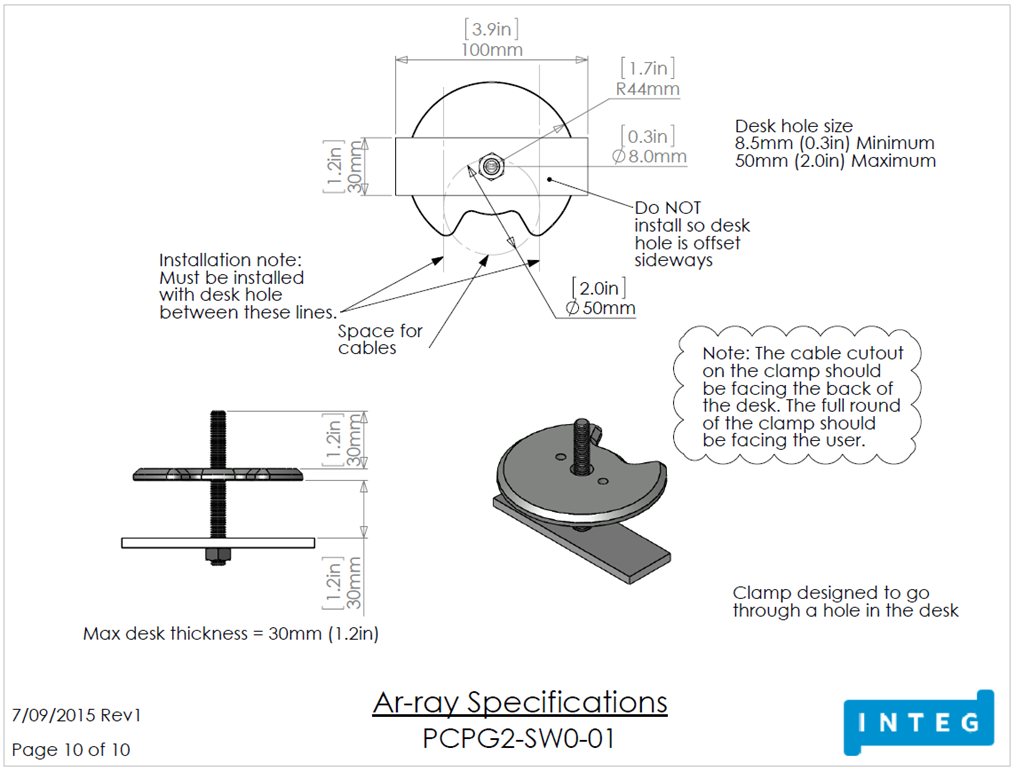 [3.9in]
100mm
[1.7in]
R44mm
[0.3in]
∅8.0mm
[1.2in]
30mm
Desk hole size
8.5mm (0.3in) Minimum
50mm (2.0in) Maximum
Do NOT
install so desk
hole is offset
sideways
Installation note:
Must be installed
with desk hole
between these lines.
[2.0in]
∅50mm
Space for
cables
Note: The cable cutout
on the clamp should
be facing the back of
the desk. The full round
of the clamp should
be facing the user.
[1.2in]
30mm
[1.2in]
30mm
Max desk thickness = 30mm (1.2in)
Clamp designed to go
through a hole in the desk
Ar-ray Specifications
PCPG2-SW0-01
7/09/2015 Rev1
Page 10 of 10
INTEG